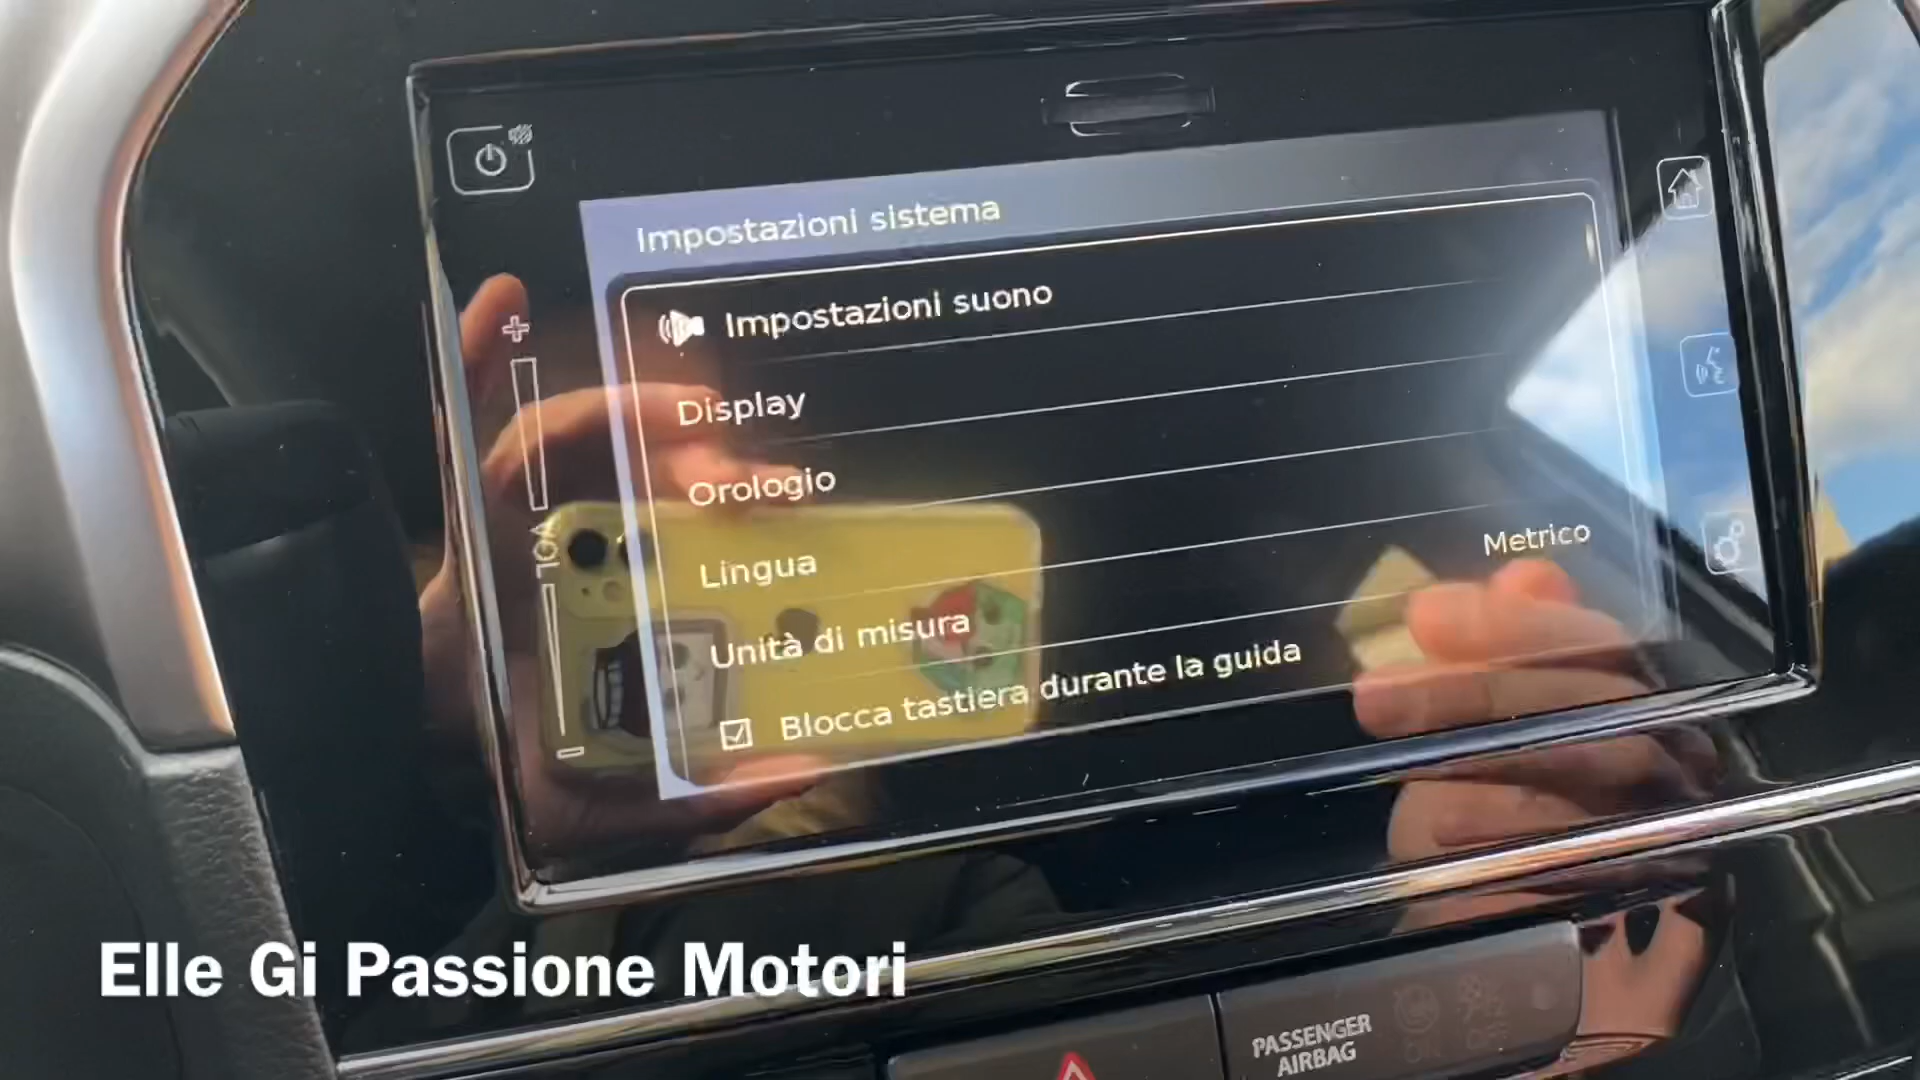 Impostazioni sistema
Impostazioni suono
Display
Orologio
Lingua
Unità di misura
Metrico
Blocca tastiera durante la guida
VOL
Elle Gi Passione Motori
PASSENGER
AIRBAG